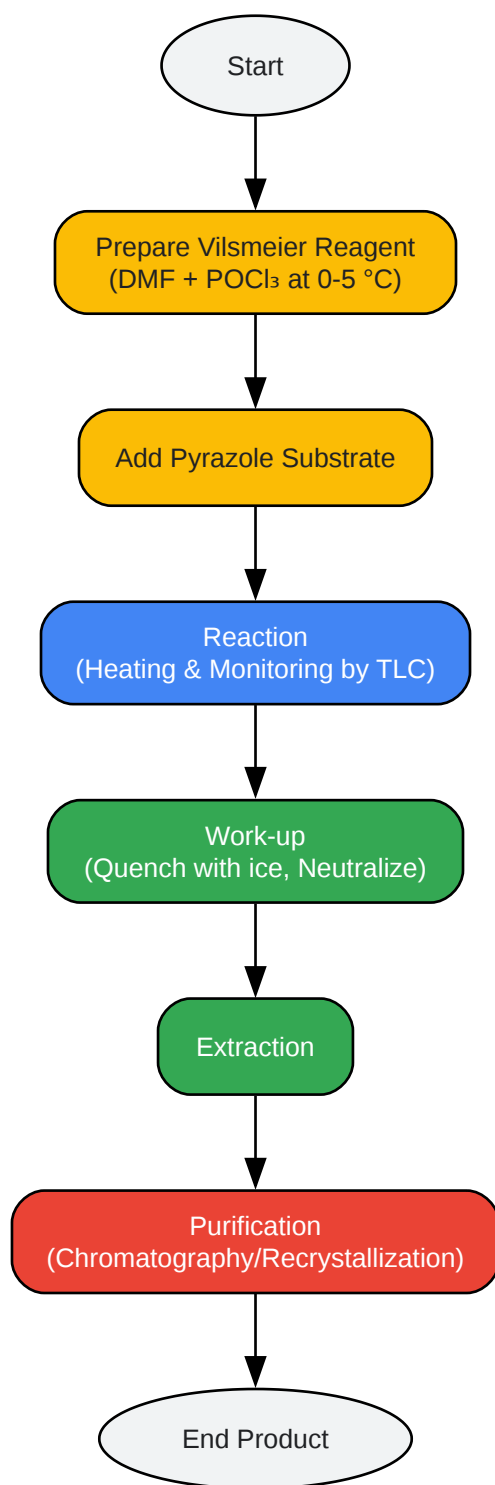 Start
Prepare Vilsmeier Reagent
(DMF + POCl₃ at 0-5 °C)
Add Pyrazole Substrate
Reaction
(Heating & Monitoring by TLC)
Work-up
(Quench with ice, Neutralize)
Extraction
Purification
(Chromatography/Recrystallization)
End Product